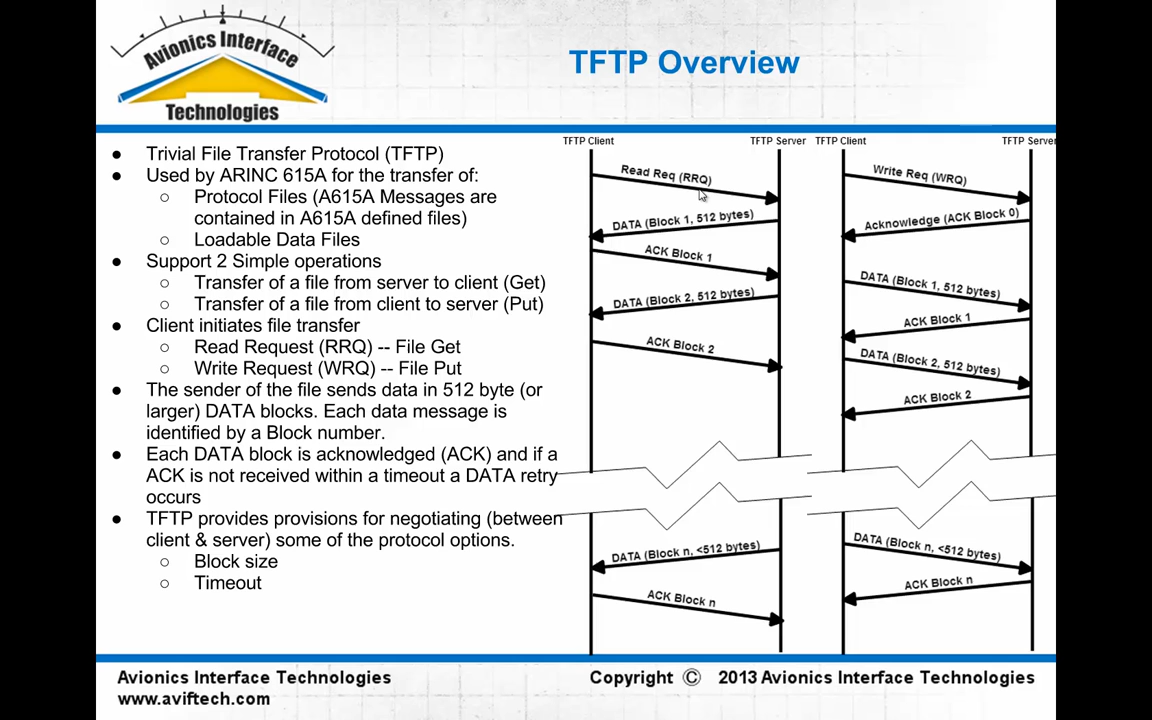 Avionics Interface
Technologies
TFTP Overview
● Trivial File Transfer Protocol (TFTP)
● Used by ARINC 615A for the transfer of:
○ Protocol Files (A615A Messages are
contained in A615A defined files)
○ Loadable Data Files
● Support 2 Simple operations
○ Transfer of a file from server to client (Get)
○ Transfer of a file from client to server (Put)
● Client initiates file transfer
○ Read Request (RRQ) -- File Get
○ Write Request (WRQ) -- File Put
● The sender of the file sends data in 512 byte (or
larger) DATA blocks. Each data message is
identified by a Block number.
● Each DATA block is acknowledged (ACK) and if a
ACK is not received within a timeout a DATA retry
occurs
● TFTP provides provisions for negotiating (between
client & server) some of the protocol options.
○ Block size
○ Timeout
TFTP Client
TFTP Server
Read Req (RRQ)
DATA (Block 1, 512 bytes)
ACK Block 1
DATA (Block 2, 512 bytes)
ACK Block 2
DATA (Block n, <512 bytes)
ACK Block n
TFTP Client
TFTP Server
Write Req (WRQ)
Acknowledge (ACK Block 0)
DATA (Block 1, 512 bytes)
ACK Block 1
DATA (Block 2, 512 bytes)
ACK Block 2
DATA (Block n, <512 bytes)
ACK Block n
Avionics Interface Technologies
www.aviftech.com
Copyright © 2013 Avionics Interface Technologies